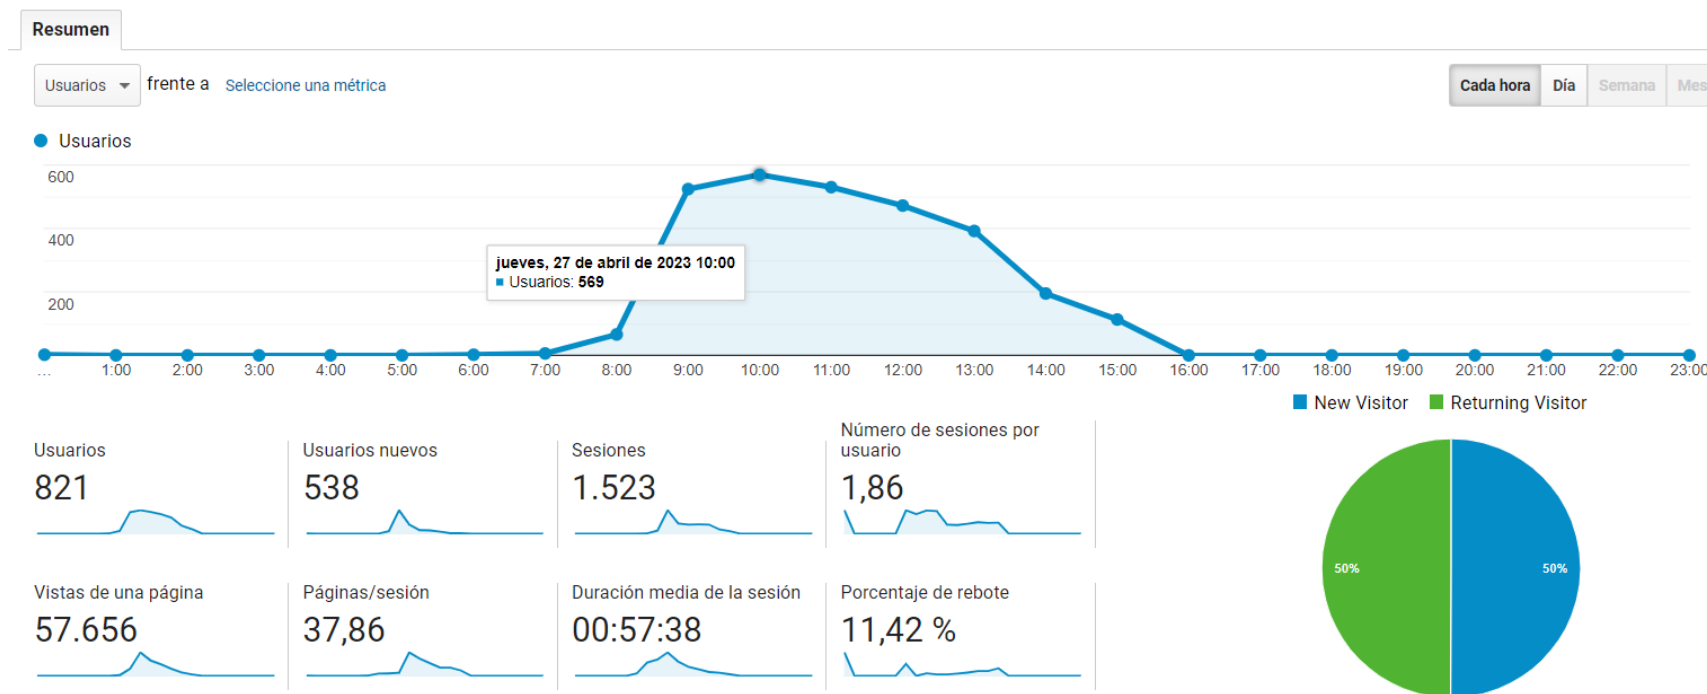 Resumen
Usuarios frente a Seleccione una métrica
Cada hora Día Semana Mes
Usuarios
600
400
200
jueves, 27 de abril de 2023 10:00
Usuarios: 569
... 1:00 2:00 3:00 4:00 5:00 6:00 7:00 8:00 9:00 10:00 11:00 12:00 13:00 14:00 15:00 16:00 17:00 18:00 19:00 20:00 21:00 22:00 23:00
New Visitor Returning Visitor
Usuarios
821
Usuarios nuevos
538
Sesiones
1.523
Número de sesiones por
usuario
1,86
Vistas de una página
57.656
Páginas/sesión
37,86
Duración media de la sesión
00:57:38
Porcentaje de rebote
11,42 %
50% 50%